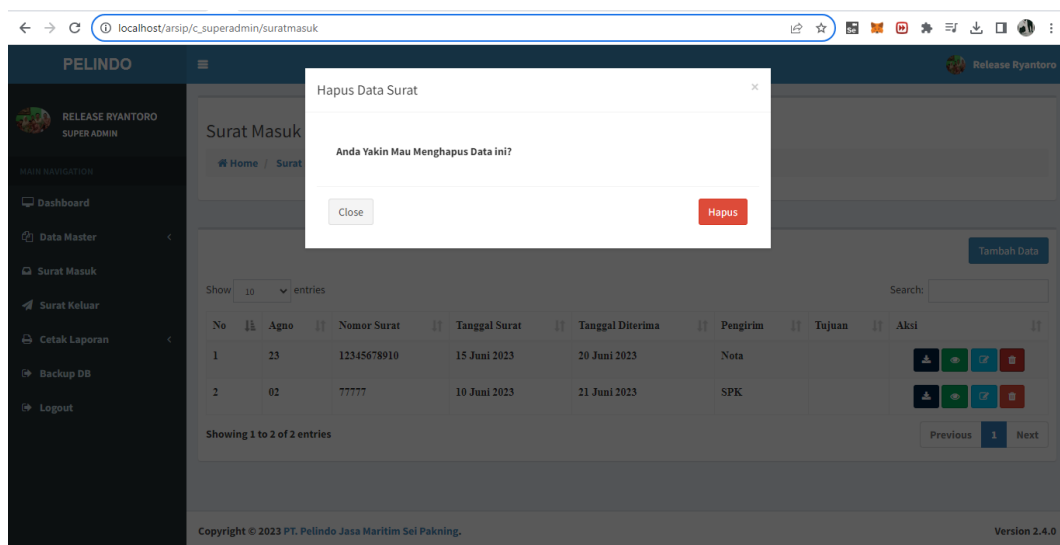 localhost/arsip/c_superadmin/suratmasuk
PELINDO
Release Ryantoro
RELEASE RYANTORO
SUPER ADMIN
MAIN NAVIGATION
Dashboard
Data Master
Surat Masuk
Surat Keluar
Cetak Laporan
Backup DB
Logout
Surat Masuk
Home / Surat
Hapus Data Surat ×
Anda Yakin Mau Menghapus Data ini?
Close Hapus
Tambah Data
Show 10 entries Search:
No Agno Nomor Surat Tanggal Surat Tanggal Diterima Pengirim Tujuan Aksi
1 23 12345678910 15 Juni 2023 20 Juni 2023 Nota
2 02 77777 10 Juni 2023 21 Juni 2023 SPK
Showing 1 to 2 of 2 entries Previous 1 Next
Copyright © 2023 PT. Pelindo Jasa Maritim Sei Pakning. Version 2.4.0